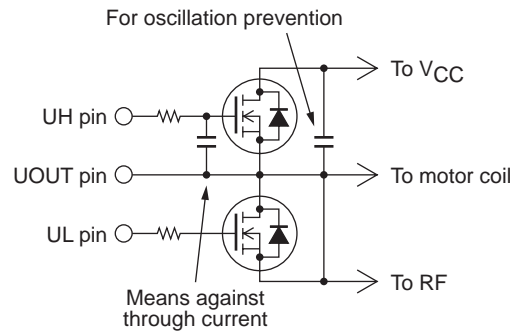 For oscillation prevention
To VCC
UH pin
UOUT pin
To motor coil
UL pin
To RF
Means against
through current